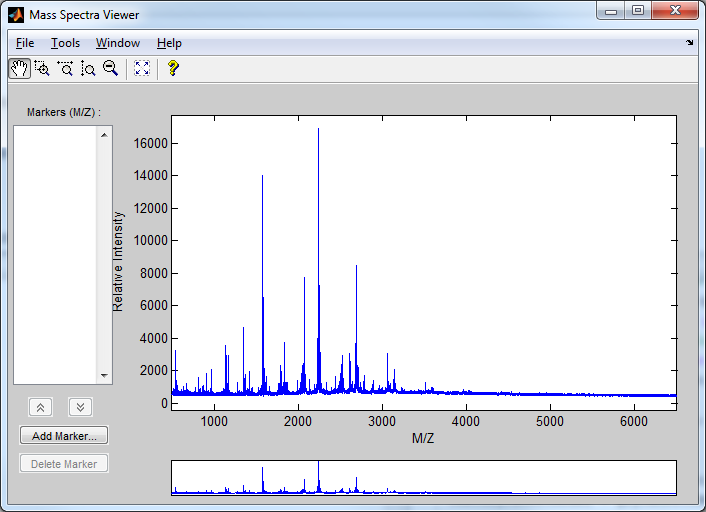 Mass Spectra Viewer
File Tools Window Help
?
Markers (M/Z) :
Add Marker...
Delete Marker
Relative Intensity
16000
14000
12000
10000
8000
6000
4000
2000
0
1000 2000 3000 4000 5000 6000
M/Z